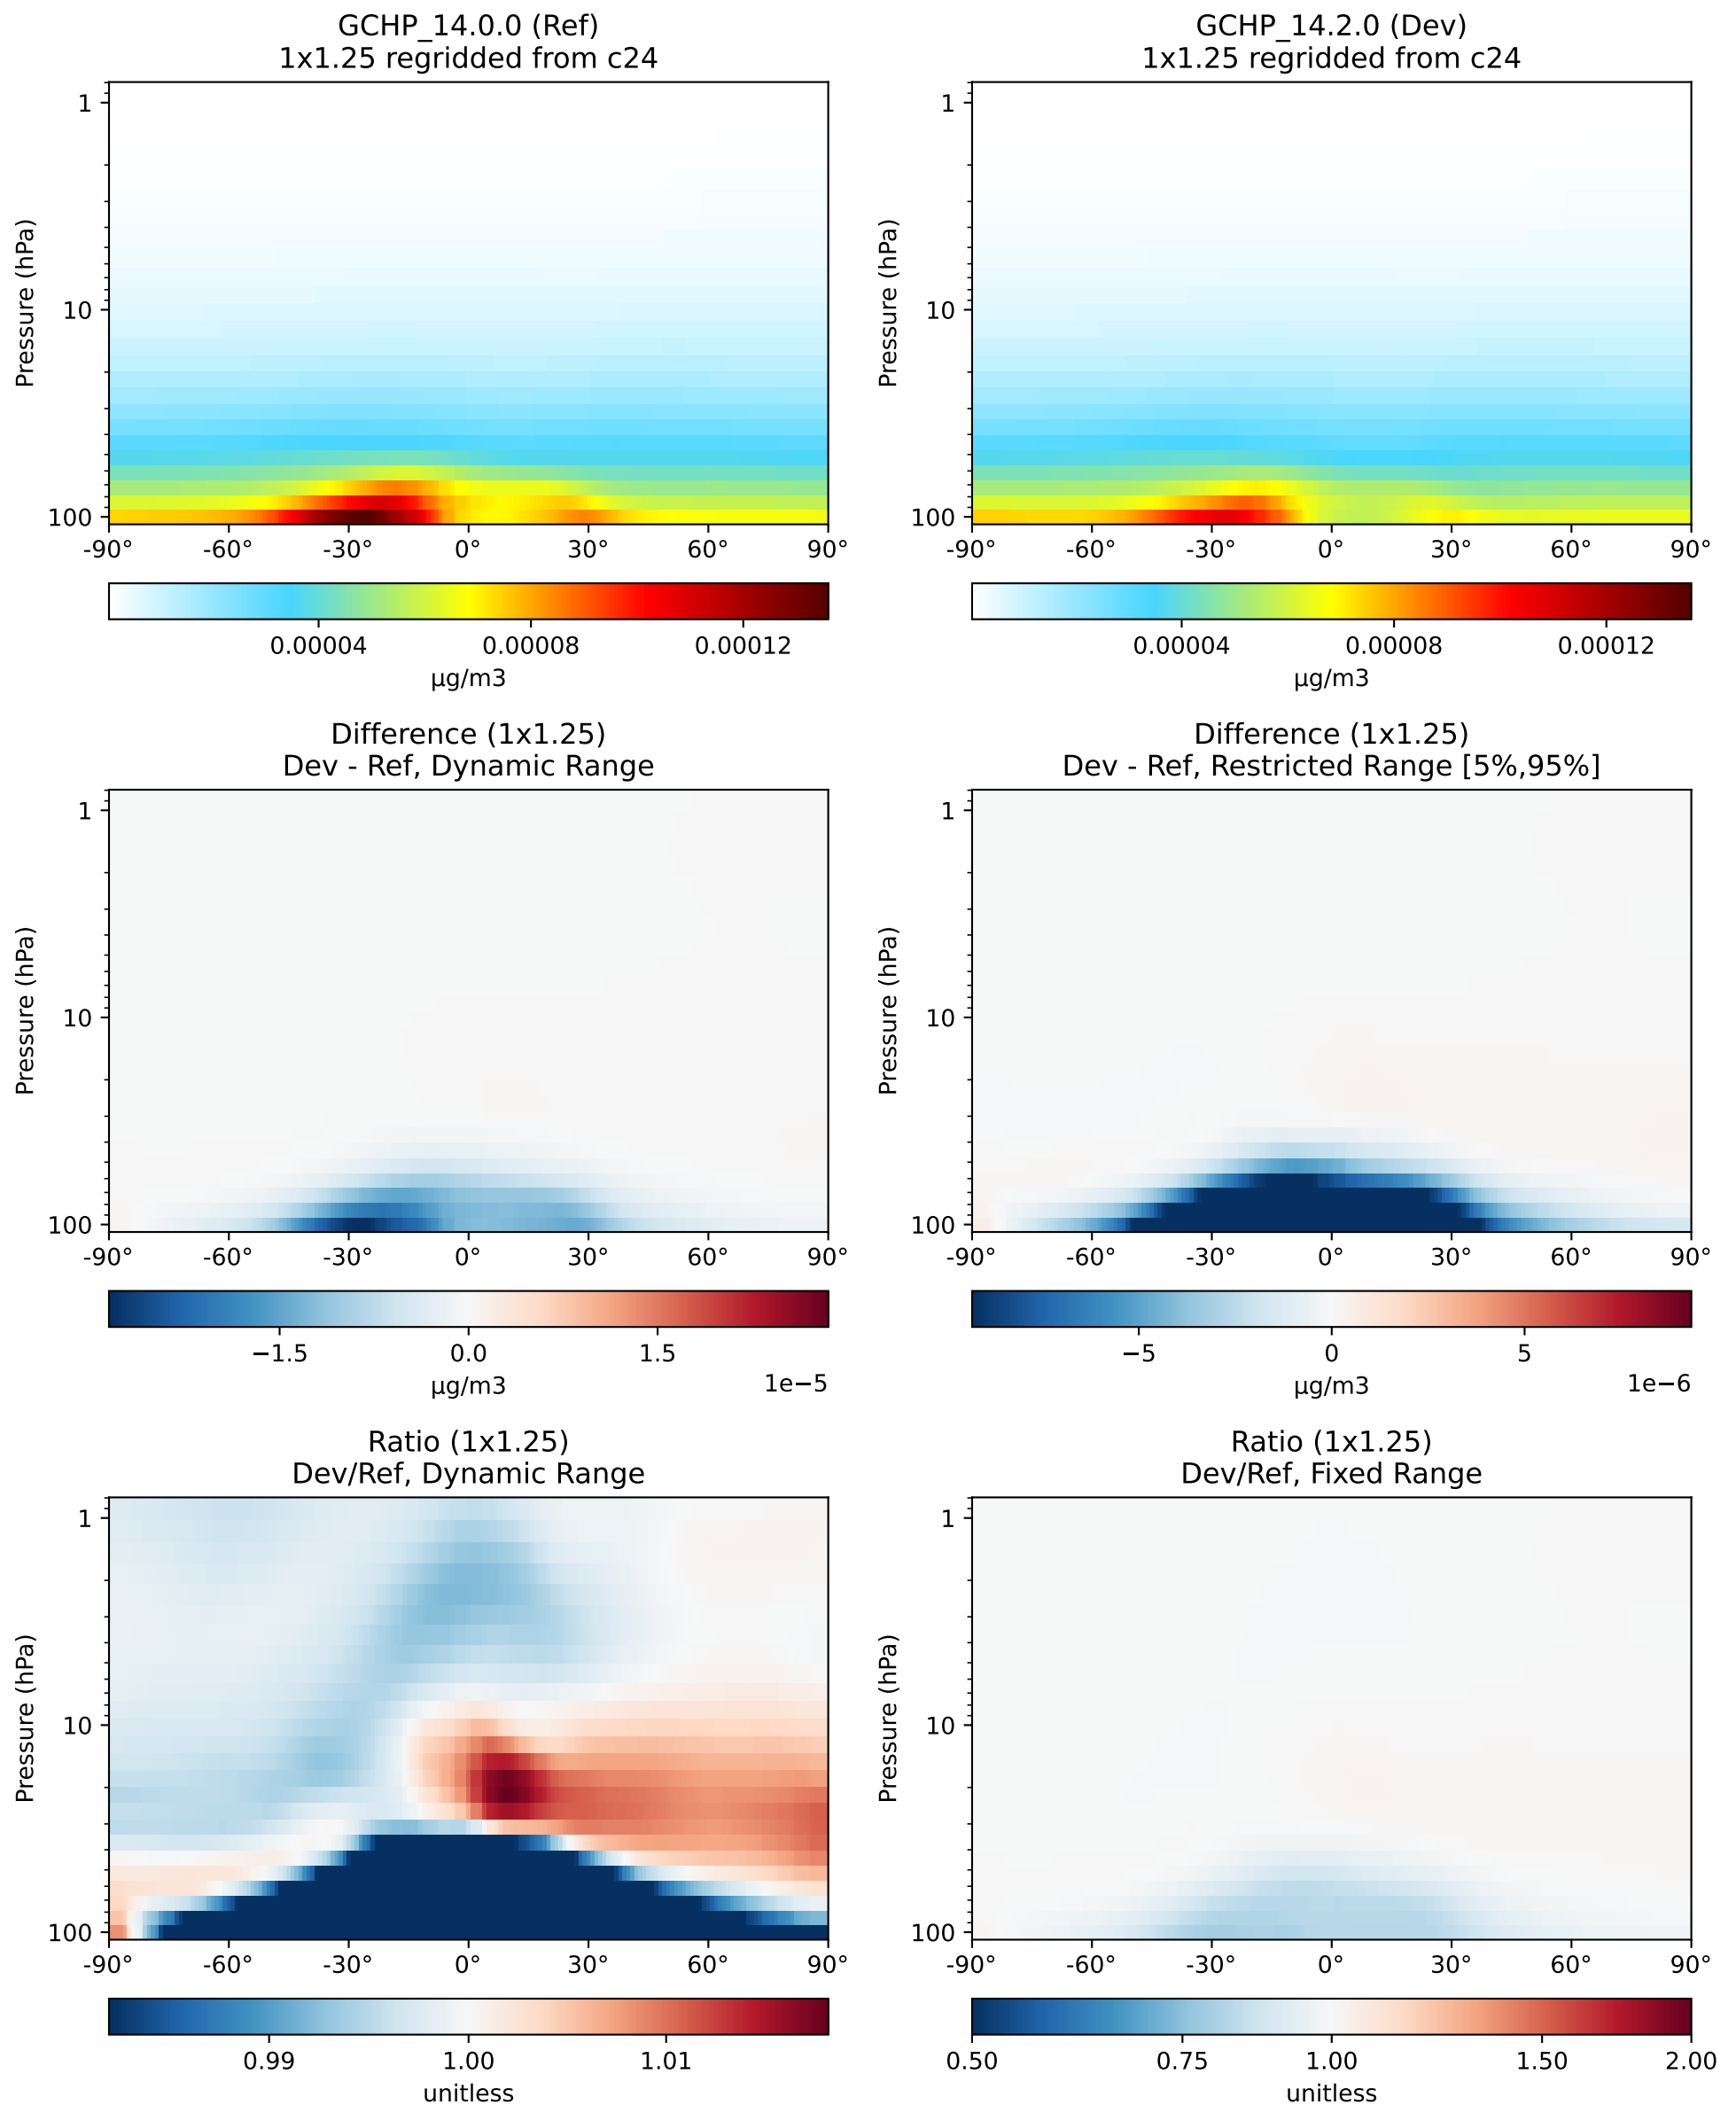 GCHP_14.0.0 (Ref)
1x1.25 regridded from c24
GCHP_14.2.0 (Dev)
1x1.25 regridded from c24
Pressure (hPa)
1
10
100
-90° -60° -30° 0° 30° 60° 90°
0.00004 0.00008 0.00012
µg/m3
Pressure (hPa)
1
10
100
-90° -60° -30° 0° 30° 60° 90°
0.00004 0.00008 0.00012
µg/m3
Difference (1x1.25)
Dev - Ref, Dynamic Range
Difference (1x1.25)
Dev - Ref, Restricted Range [5%,95%]
Pressure (hPa)
1
10
100
-90° -60° -30° 0° 30° 60° 90°
−1.5 0.0 1.5
µg/m3 1e−5
Pressure (hPa)
1
10
100
-90° -60° -30° 0° 30° 60° 90°
−5 0 5
µg/m3 1e−6
Ratio (1x1.25)
Dev/Ref, Dynamic Range
Ratio (1x1.25)
Dev/Ref, Fixed Range
Pressure (hPa)
1
10
100
-90° -60° -30° 0° 30° 60° 90°
0.99 1.00 1.01
unitless
Pressure (hPa)
1
10
100
-90° -60° -30° 0° 30° 60° 90°
0.50 0.75 1.00 1.50 2.00
unitless